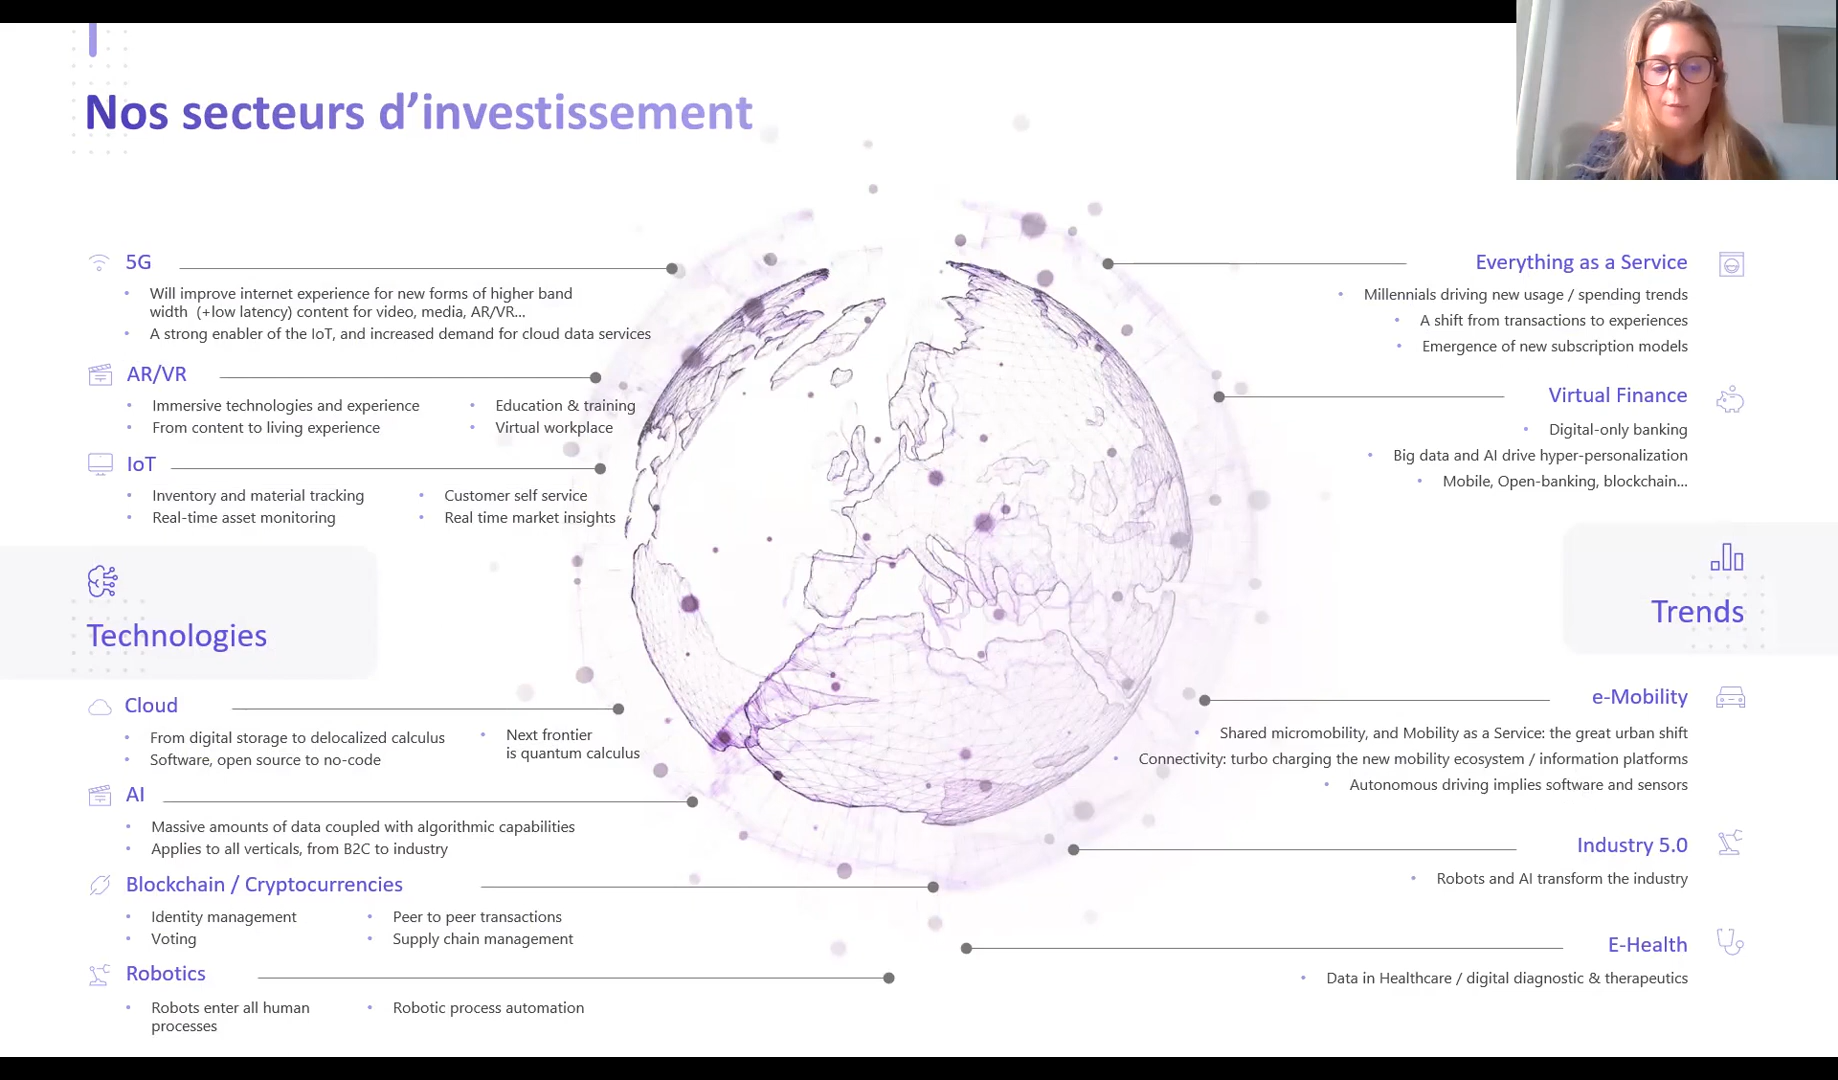 Nos secteurs d’investissement
5G
Will improve internet experience for new forms of higher band
width (+low latency) content for video, media, AR/VR...
A strong enabler of the IoT, and increased demand for cloud data services
AR/VR
Immersive technologies and experience
From content to living experience
Education & training
Virtual workplace
IoT
Inventory and material tracking
Real-time asset monitoring
Customer self service
Real time market insights
Technologies
Cloud
From digital storage to delocalized calculus
Software, open source to no-code
Next frontier
is quantum calculus
AI
Massive amounts of data coupled with algorithmic capabilities
Applies to all verticals, from B2C to industry
Blockchain / Cryptocurrencies
Identity management
Voting
Peer to peer transactions
Supply chain management
Robotics
Robots enter all human
processes
Robotic process automation
Everything as a Service
Millennials driving new usage / spending trends
A shift from transactions to experiences
Emergence of new subscription models
Virtual Finance
Digital-only banking
Big data and AI drive hyper-personalization
Mobile, Open-banking, blockchain...
Trends
e-Mobility
Shared micromobility, and Mobility as a Service: the great urban shift
Connectivity: turbo charging the new mobility ecosystem / information platforms
Autonomous driving implies software and sensors
Industry 5.0
Robots and AI transform the industry
E-Health
Data in Healthcare / digital diagnostic & therapeutics